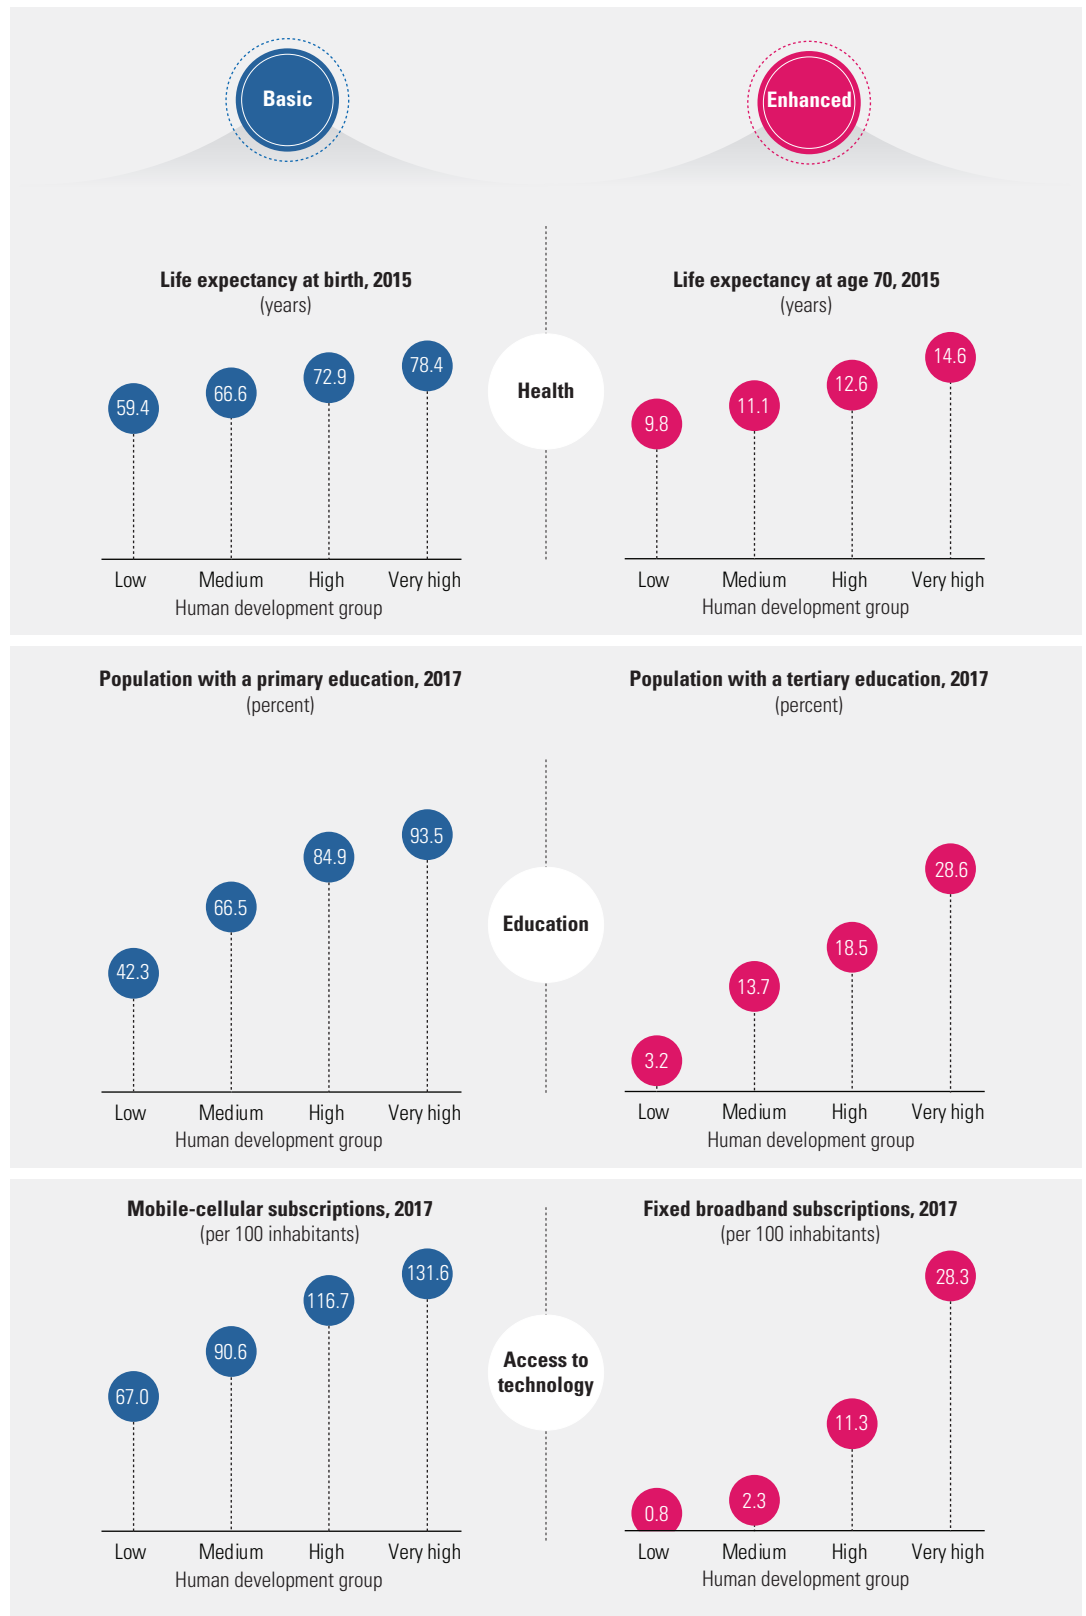 Basic
Enhanced
Life expectancy at birth, 2015
(years)
59.4
66.6
72.9
78.4
Low Medium High Very high
Human development group
Health
Life expectancy at age 70, 2015
(years)
9.8
11.1
12.6
14.6
Low Medium High Very high
Human development group
Population with a primary education, 2017
(percent)
42.3
66.5
84.9
93.5
Low Medium High Very high
Human development group
Education
Population with a tertiary education, 2017
(percent)
3.2
13.7
18.5
28.6
Low Medium High Very high
Human development group
Mobile-cellular subscriptions, 2017
(per 100 inhabitants)
67.0
90.6
116.7
131.6
Low Medium High Very high
Human development group
Access to
technology
Fixed broadband subscriptions, 2017
(per 100 inhabitants)
0.8
2.3
11.3
28.3
Low Medium High Very high
Human development group